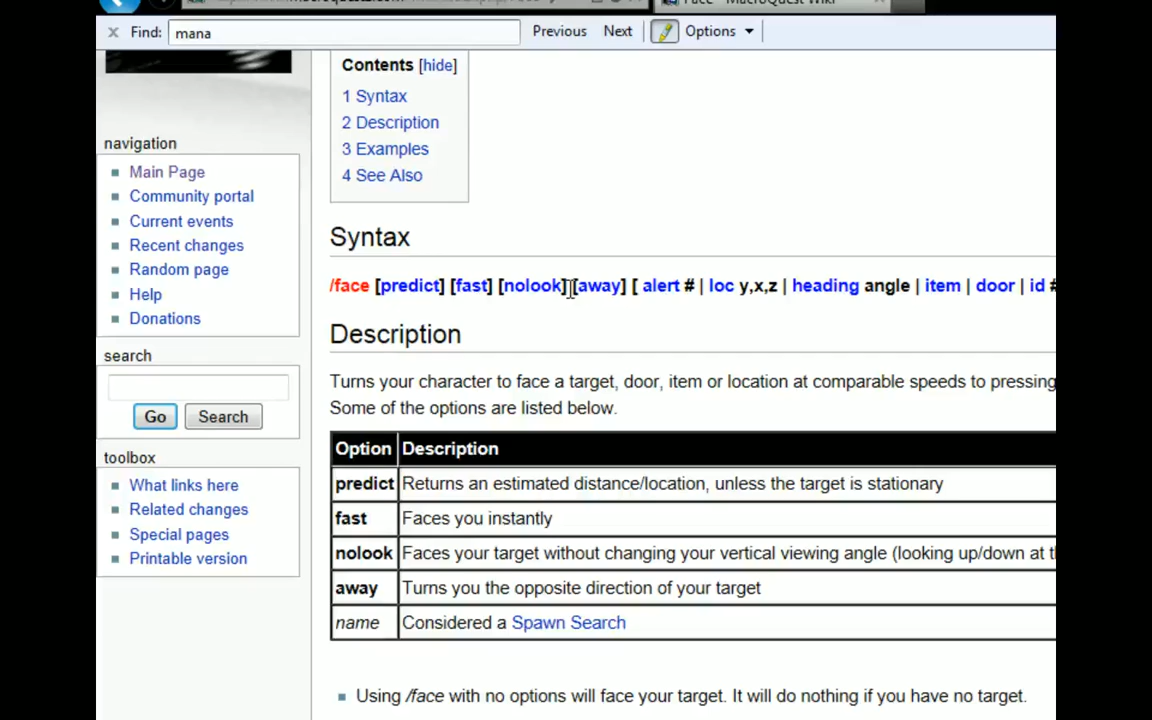 Face - MacroQuest Wiki
Find: mana Previous Next Options
Contents [hide]
1 Syntax
2 Description
3 Examples
4 See Also
navigation
Main Page
Community portal
Current events
Recent changes
Random page
Help
Donations
search
Go Search
toolbox
What links here
Related changes
Special pages
Printable version
Syntax
/face [predict] [fast] [nolook] [away] [ alert # | loc y,x,z | heading angle | item | door | id #
Description
Turns your character to face a target, door, item or location at comparable speeds to pressing
Some of the options are listed below.
Option Description
predict Returns an estimated distance/location, unless the target is stationary
fast Faces you instantly
nolook Faces your target without changing your vertical viewing angle (looking up/down at
away Turns you the opposite direction of your target
name Considered a Spawn Search
Using /face with no options will face your target. It will do nothing if you have no target.